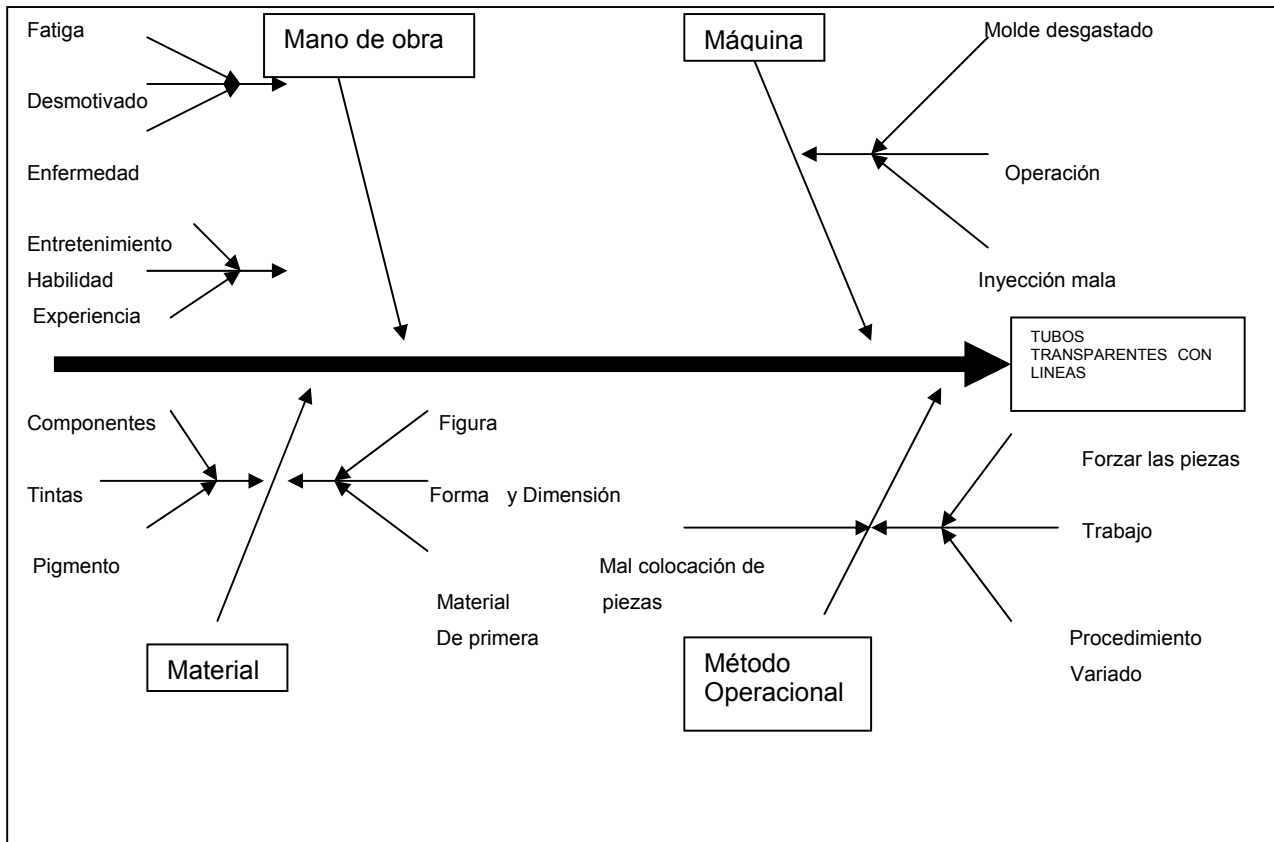 Fatiga
Mano de obra
Máquina
Molde desgastado
Desmotivado
Enfermedad
Operación
Entretenimiento
Habilidad
Experiencia
Inyección mala
TUBOS
TRANSPARENTES CON
LINEAS
Componentes
Figura
Forzar las piezas
Tintas
Forma y Dimensión
Trabajo
Pigmento
Mal colocación de
piezas
Material
De primera
Procedimiento
Variado
Material
Método
Operacional